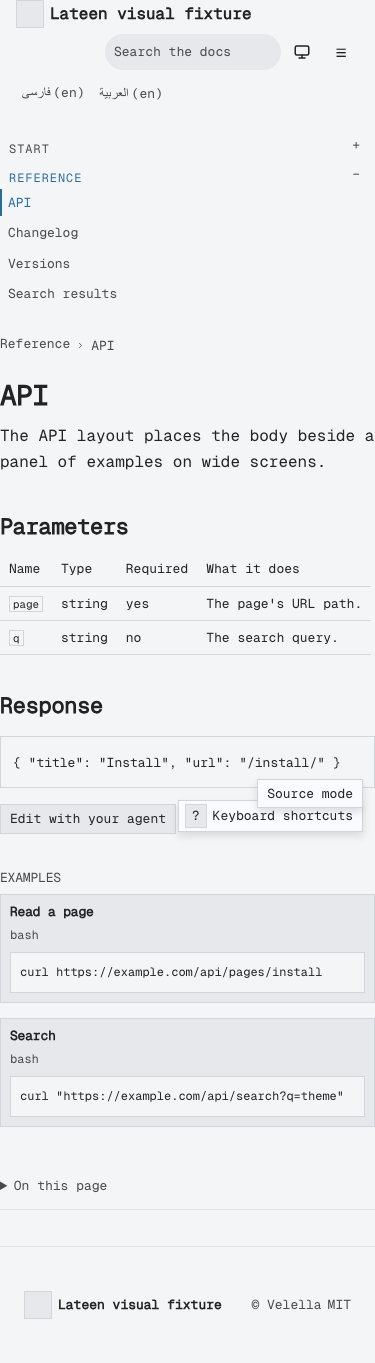 Lateen visual fixture
Search the docs
فارسی (en) العربية (en)
START +
REFERENCE −
API
Changelog
Versions
Search results
Reference › API
API
The API layout places the body beside a
panel of examples on wide screens.
Parameters
Name Type Required What it does
page string yes The page's URL path.
q string no The search query.
Response
{ "title": "Install", "url": "/install/" }
Source mode
Edit with your agent
? Keyboard shortcuts
EXAMPLES
Read a page
bash
curl https://example.com/api/pages/install
Search
bash
curl "https://example.com/api/search?q=theme"
On this page
Lateen visual fixture © Velella MIT